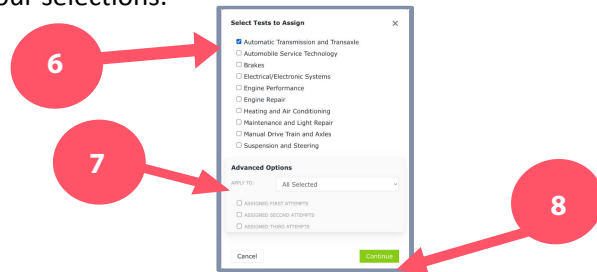 our selections.
Select Tests to Assign ×
6
Automatic Transmission and Transaxle
Automobile Service Technology
Brakes
Electrical/Electronic Systems
Engine Performance
Engine Repair
Heating and Air Conditioning
Maintenance and Light Repair
Manual Drive Train and Axles
Suspension and Steering
7
Advanced Options
APPLY TO: All Selected
ASSIGNED FIRST ATTEMPTS
ASSIGNED SECOND ATTEMPTS
ASSIGNED THIRD ATTEMPTS
8
Cancel Continue